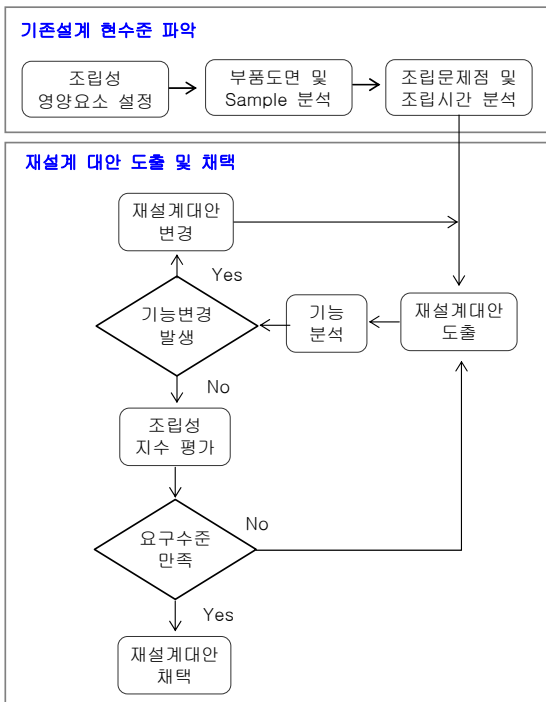 기존설계 현수준 파악
조립성
영양요소 설정
부품도면 및
Sample 분석
조립문제점 및
조립시간 분석
재설계 대안 도출 및 채택
재설계대안
변경
Yes
기능변경
발생
기능
분석
재설계대안
도출
No
조립성
지수 평가
요구수준
만족
No
Yes
재설계대안
채택